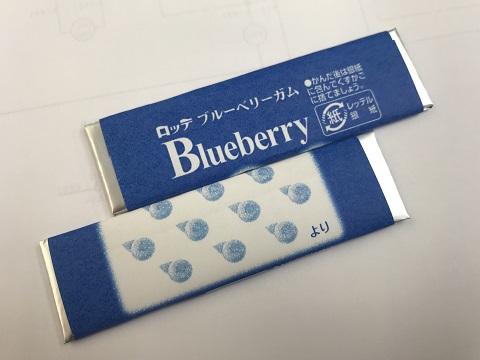 ロッテ ブルーベリーガム
Blueberry
●かんだ後は銀紙
に包んでくずかご
に捨てましょう。
紙
レッテル
銀紙
より